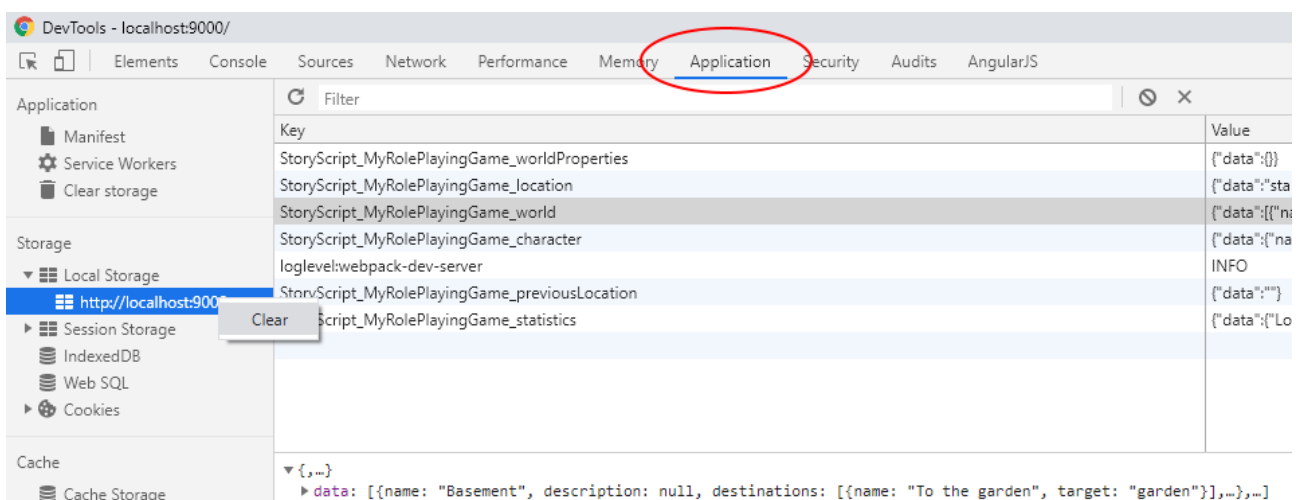 DevTools - localhost:9000/
Elements Console Sources Network Performance Memory Application Security Audits AngularJS
Application
Manifest
Service Workers
Clear storage
Storage
Local Storage
http://localhost:900
Session Storage
IndexedDB
Web SQL
Cookies
Cache
Cache Storage
Clear
Filter
Key Value
StoryScript_MyRolePlayingGame_worldProperties {"data":{}}
StoryScript_MyRolePlayingGame_location {"data":"sta
StoryScript_MyRolePlayingGame_world {"data":[{"na
StoryScript_MyRolePlayingGame_character {"data":{"na
loglevel:webpack-dev-server INFO
StoryScript_MyRolePlayingGame_previousLocation {"data":""}
Script_MyRolePlayingGame_statistics {"data":{"Lo
{,…}
data: [{name: "Basement", description: null, destinations: [{name: "To the garden", target: "garden"}],…},…]